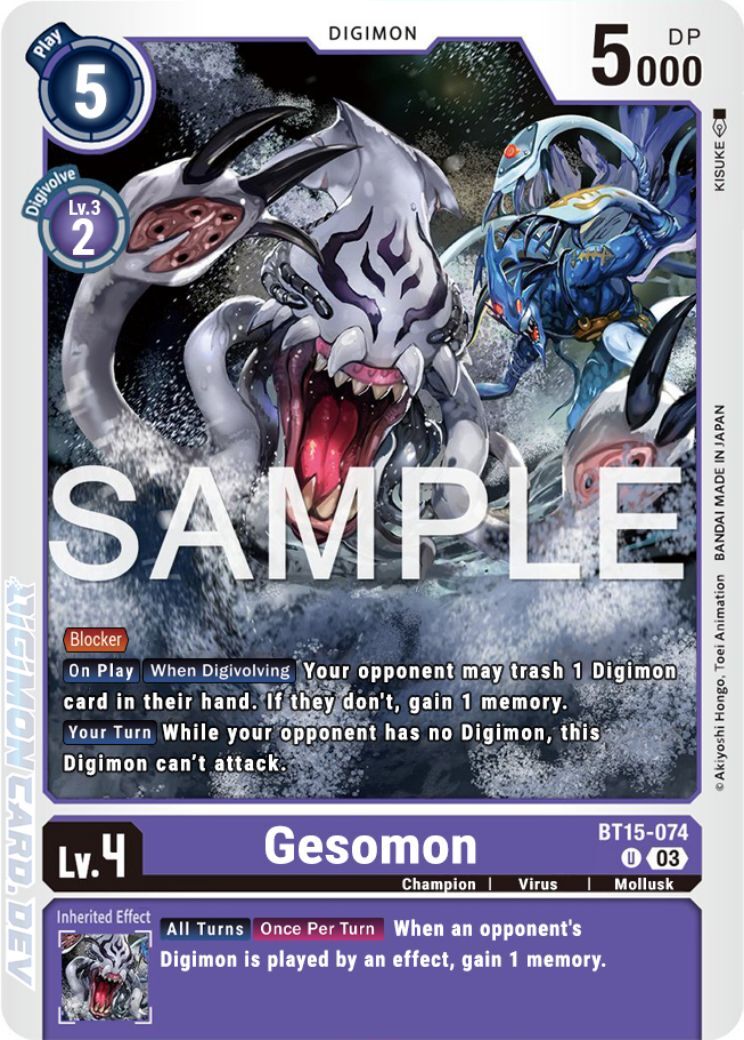 DIGIMON
Play
5
DP
5000
Digivolve
Lv.3
2
KISUKE
SAMPLE
© Akiyoshi Hongo, Toei Animation BANDAI MADE IN JAPAN
Blocker
On Play When Digivolving Your opponent may trash 1 Digimon
card in their hand. If they don't, gain 1 memory.
Your Turn While your opponent has no Digimon, this
Digimon can't attack.
DIGIMONCARD.DEV
Lv.4
Gesomon
BT15-074
U 03
Champion | Virus | Mollusk
Inherited Effect
All Turns Once Per Turn When an opponent's
Digimon is played by an effect, gain 1 memory.